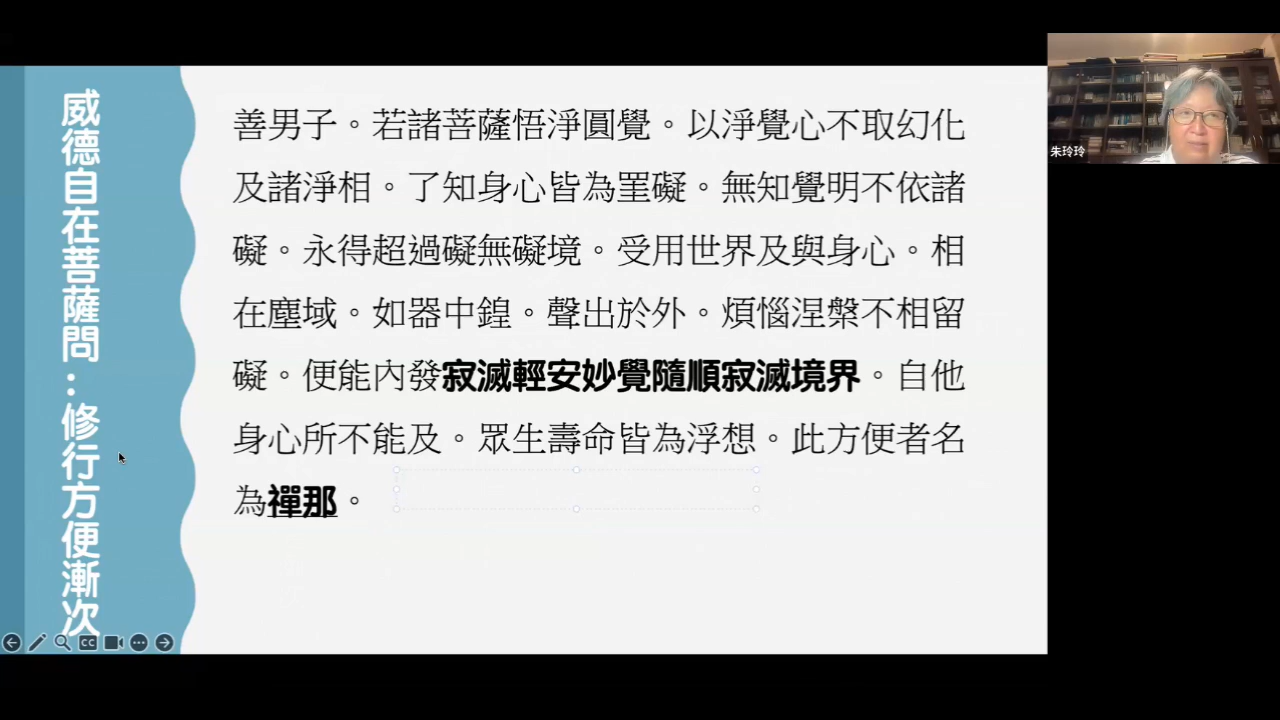 威德自在菩薩問：修行方便漸次
善男子。若諸菩薩悟淨圓覺。以淨覺心不取幻化
及諸淨相。了知身心皆為罣礙。無知覺明不依諸
礙。永得超過礙無礙境。受用世界及與身心。相
在塵域。如器中鍠。聲出於外。煩惱涅槃不相留
礙。便能內發寂滅輕安妙覺隨順寂滅境界。自他
身心所不能及。眾生壽命皆為浮想。此方便者名
為禪那。
朱玲玲
CC